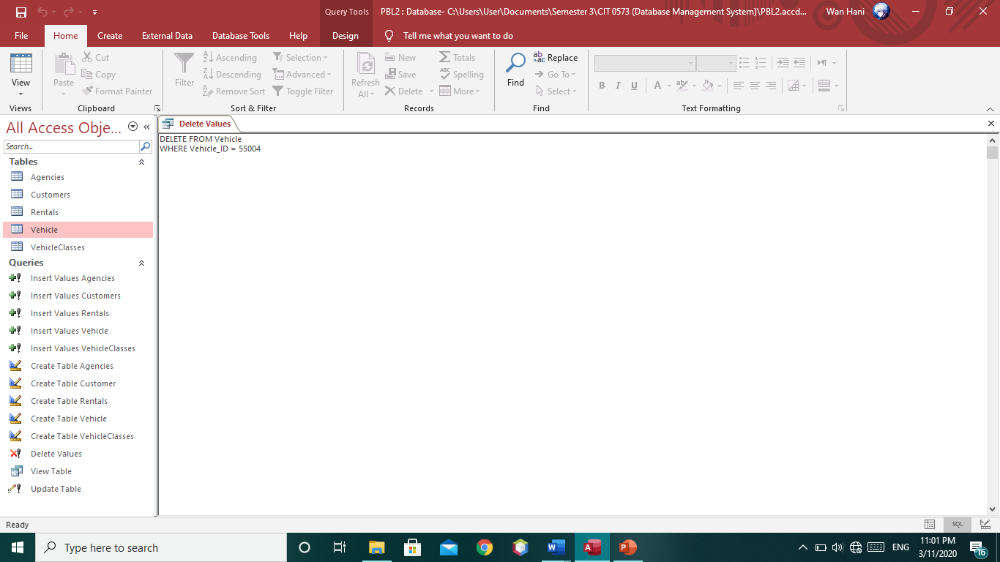 Query Tools
PBL2 : Database- C:\Users\User\Documents\Semester 3\CIT 0573 (Database Management System)\PBL2.accd...
Wan Hani
File
Home
Create
External Data
Database Tools
Help
Design
Tell me what you want to do
View
Views
Paste
Cut
Copy
Format Painter
Clipboard
Filter
Ascending
Descending
Remove Sort
Selection
Advanced
Toggle Filter
Sort & Filter
Refresh
All
New
Save
Delete
Totals
Spelling
More
Records
Find
Replace
Go To
Select
Find
B I U
A
Text Formatting
All Access Obje...
Search...
Tables
Agencies
Customers
Rentals
Vehicle
VehicleClasses
Queries
Insert Values Agencies
Insert Values Customers
Insert Values Rentals
Insert Values Vehicle
Insert Values VehicleClasses
Create Table Agencies
Create Table Customer
Create Table Rentals
Create Table Vehicle
Create Table VehicleClasses
Delete Values
View Table
Update Table
Delete Values
DELETE FROM Vehicle
WHERE Vehicle_ID = 55004
Ready
SQL
Type here to search
ENG
11:01 PM
3/11/2020
16